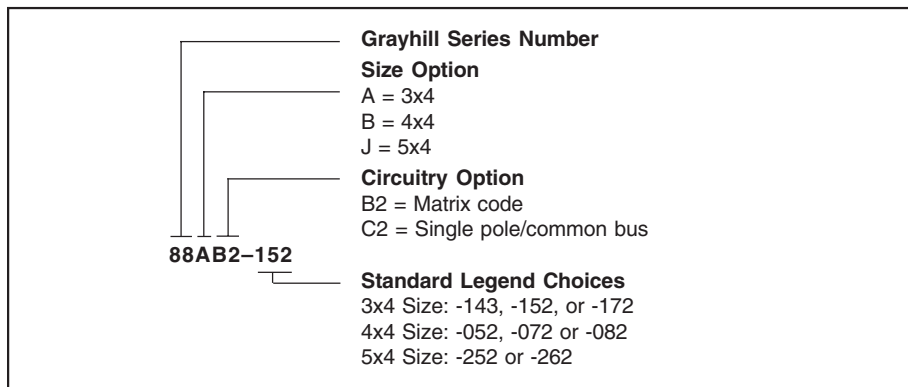 Grayhill Series Number
Size Option
A = 3x4
B = 4x4
J = 5x4
Circuitry Option
B2 = Matrix code
C2 = Single pole/common bus
88AB2–152
Standard Legend Choices
3x4 Size: -143, -152, or -172
4x4 Size: -052, -072 or -082
5x4 Size: -252 or -262